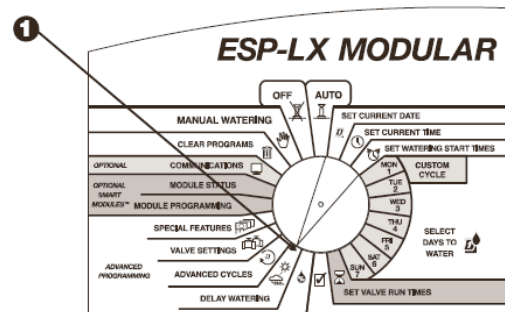 1
ESP-LX MODULAR
OFF
AUTO
MANUAL WATERING
SET CURRENT DATE
CLEAR PROGRAMS
SET CURRENT TIME
SET WATERING START TIMES
OPTIONAL
COMMUNICATIONS
MON
1
CUSTOM
CYCLE
OPTIONAL
SMART
MODULES™
MODULE STATUS
TUE
2
MODULE PROGRAMMING
WED
3
SPECIAL FEATURES
THU
4
SELECT
DAYS TO
WATER
VALVE SETTINGS
FRI
5
ADVANCED
PROGRAMMING
ADVANCED CYCLES
SAT
6
DELAY WATERING
SUN
7
SET VALVE RUN TIMES